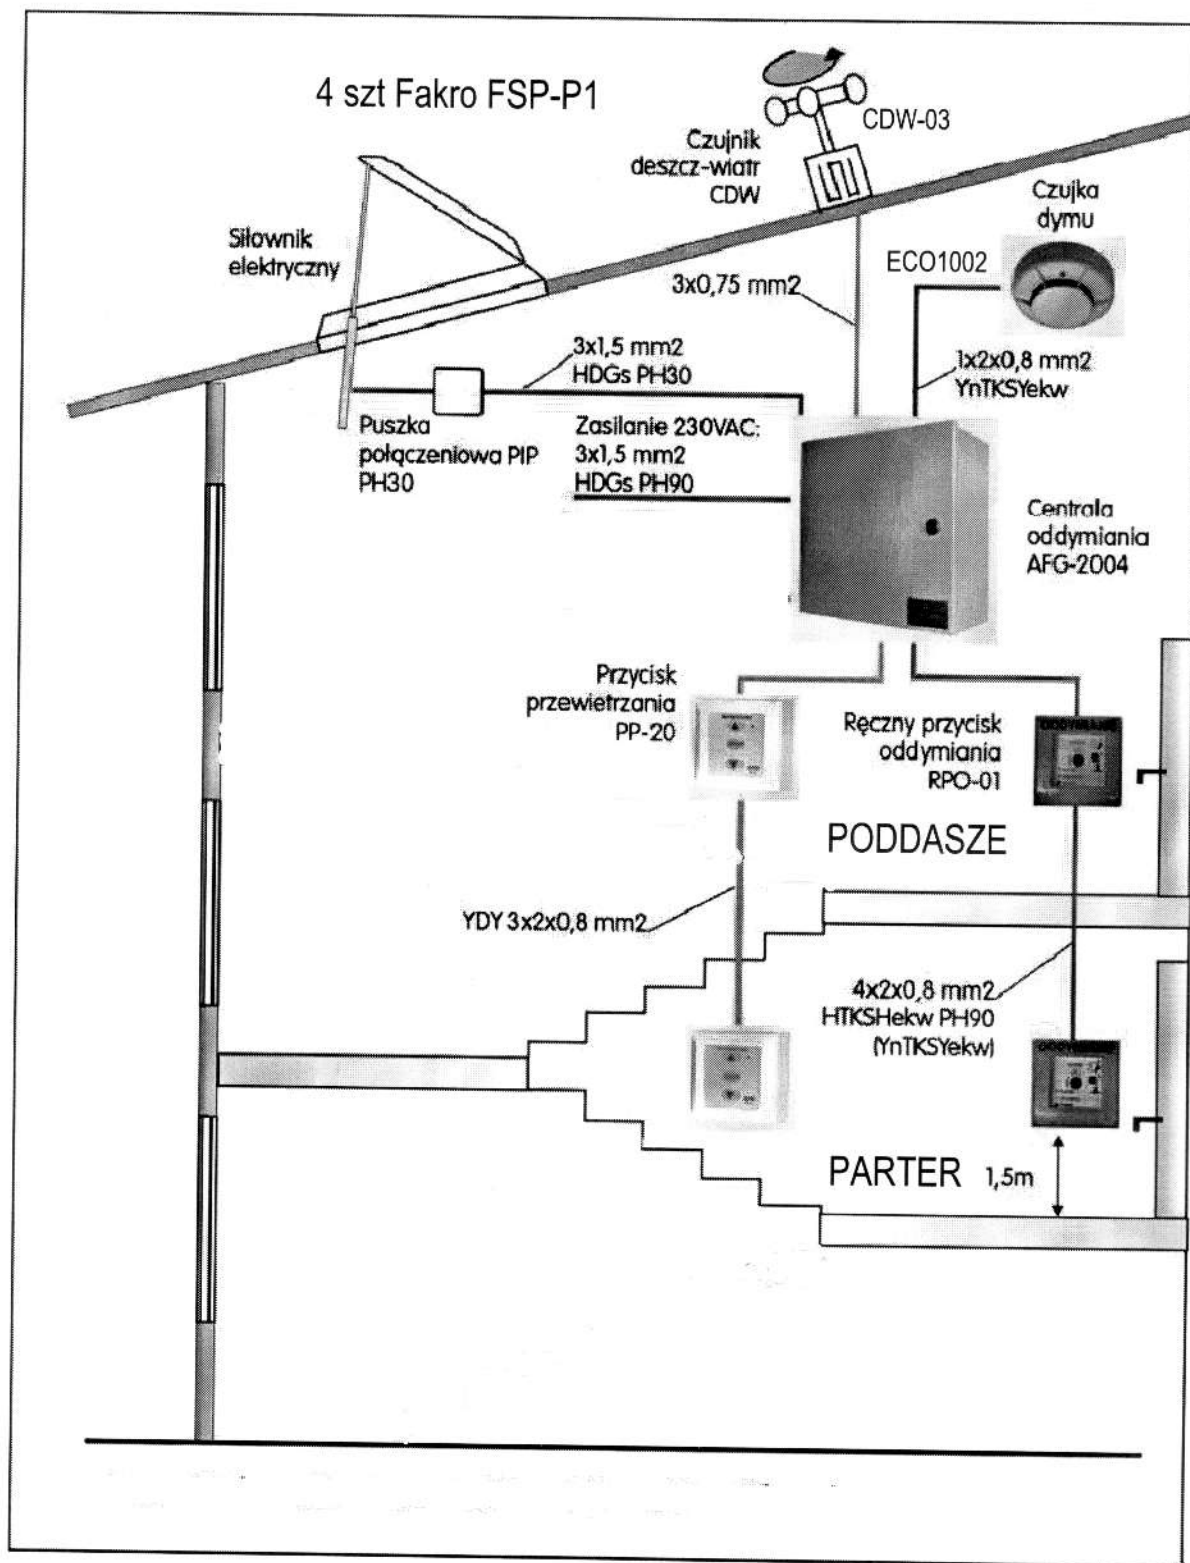 4 szt Fakro FSP-P1
CDW-03
Czujnik
deszcz-wiatr
CDW
Czujka
dymu
Siłownik
elektryczny
ECO1002
3x0,75 mm2
3x1,5 mm2
HDGs PH30
1x2x0,8 mm2
YnTKSYekw
Puszka
połączeniowa PIP
PH30
Zasilanie 230VAC:
3x1,5 mm2
HDGs PH90
Centrala
oddymiania
AFG-2004
Przycisk
przewietrzania
PP-20
Ręczny przycisk
oddymiania
RPO-01
PODDASZE
YDY 3x2x0,8 mm2
4x2x0,8 mm2
HTKSHekw PH90
(YnTKSYekw)
PARTER
1,5m